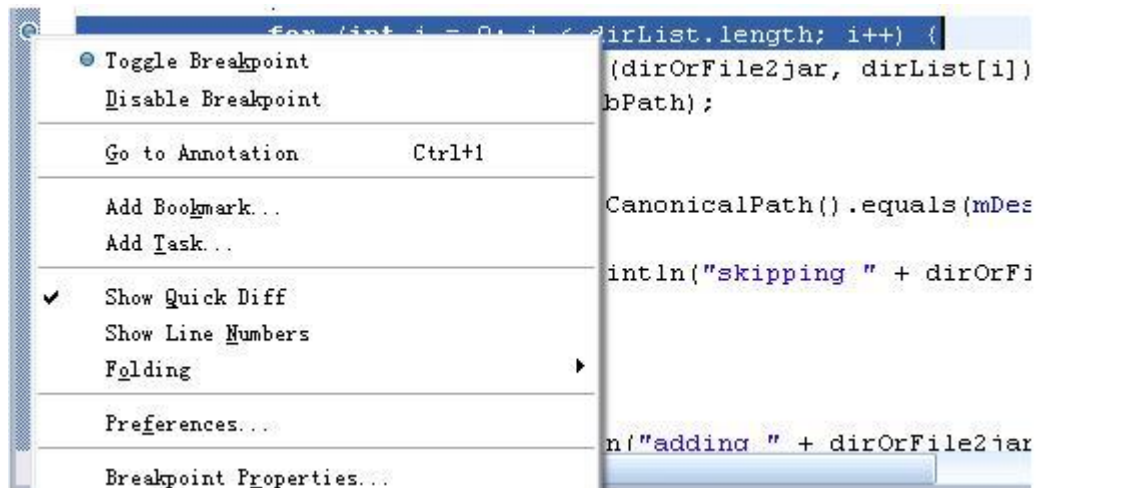 for (int i = 0; i < dirList.length; i++) {
Toggle Breakpoint
(dirOrFile2jar, dirList[i])
Disable Breakpoint
bPath);
Go to Annotation Ctrl+1
Add Bookmark...
CanonicalPath().equals(mDes
Add Task...
intln("skipping " + dirOrFi
Show Quick Diff
Show Line Numbers
Folding
Preferences...
n("adding " + dirOrFile2jar
Breakpoint Properties...